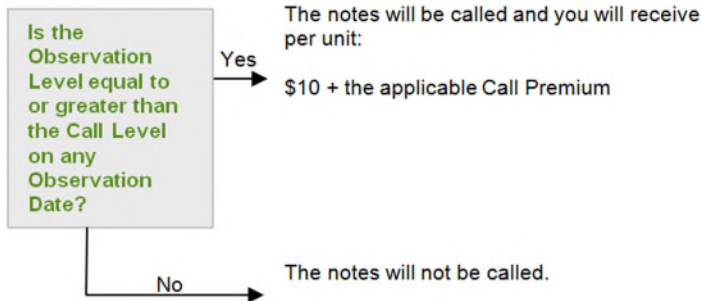 Is the
Observation
Level equal to
or greater than
the Call Level
on any
Observation
Date?
Yes
The notes will be called and you will receive
per unit:
$10 + the applicable Call Premium
No
The notes will not be called.